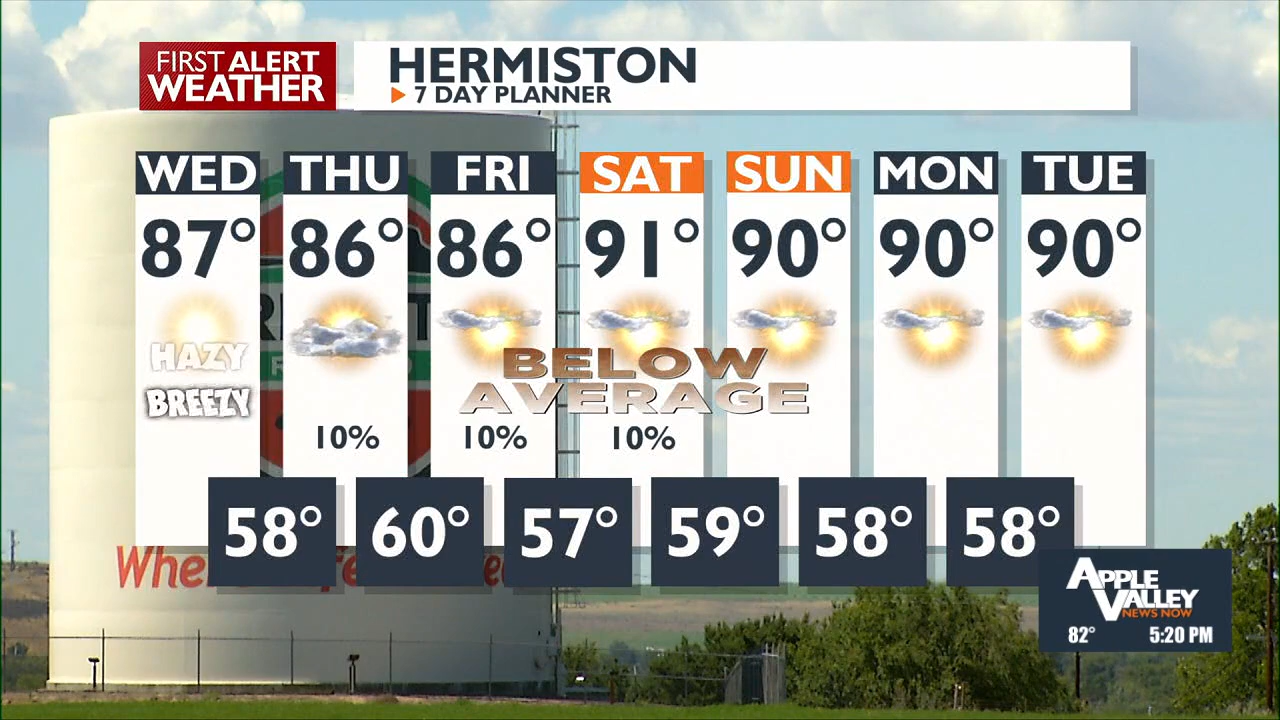 FIRST ALERT
WEATHER
HERMISTON
7 DAY PLANNER
WED THU FRI SAT SUN MON TUE
87° 86° 86° 91° 90° 90° 90°
HAZY
BREEZY
BELOW
AVERAGE
10% 10% 10%
58° 60° 57° 59° 58° 58°
APPLE
VALLEY
NEWS NOW
82° 5:20 PM